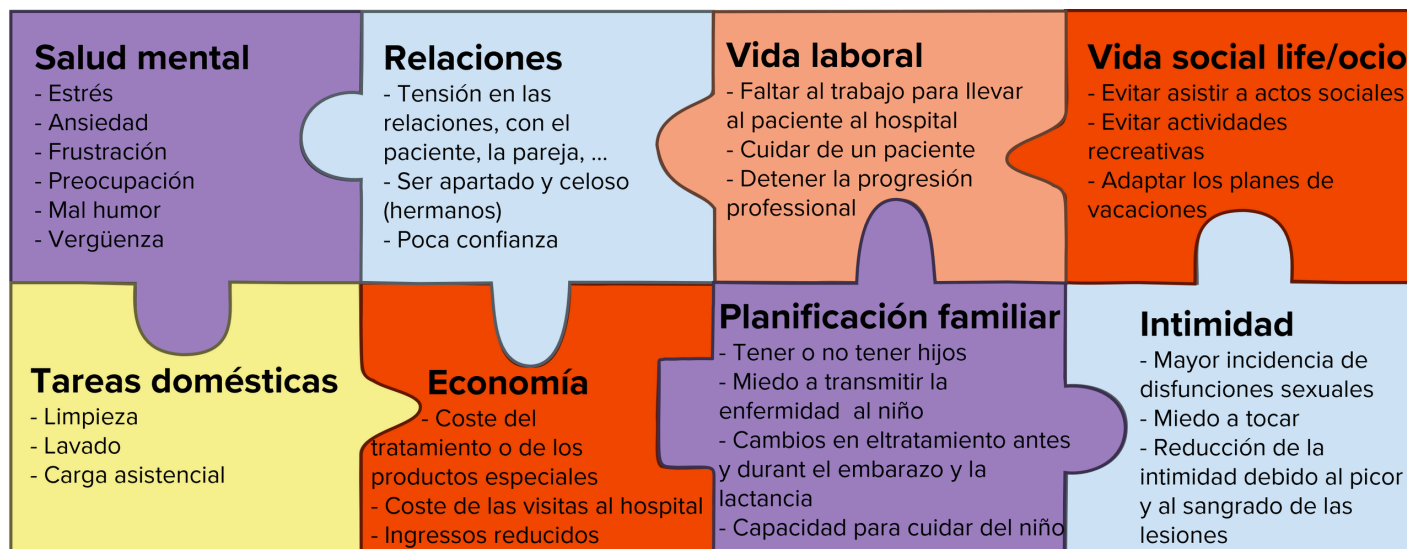 Salud mental
- Estrés
- Ansiedad
- Frustración
- Preocupación
- Mal humor
- Vergüenza
Relaciones
- Tensión en las
relaciones, con el
paciente, la pareja, ...
- Ser apartado y celoso
(hermanos)
- Poca confianza
Vida laboral
- Faltar al trabajo para llevar
al paciente al hospital
- Cuidar de un paciente
- Detener la progresión
professional
Vida social life/ocio
- Evitar asistir a actos sociales
- Evitar actividades
recreativas
- Adaptar los planes de
vacaciones
Tareas domésticas
- Limpieza
- Lavado
- Carga asistencial
Economía
- Coste del
tratamiento o de los
productos especiales
- Coste de las visitas al hospital
- Ingressos reducidos
Planificación familiar
- Tener o no tener hijos
- Miedo a transmitir la
enfermidad al niño
- Cambios en eltratamiento antes
y durant el embarazo y la
lactancia
- Capacidad para cuidar del niño
Intimidad
- Mayor incidencia de
disfunciones sexuales
- Miedo a tocar
- Reducción de la
intimidad debido al picor
y al sangrado de las
lesiones